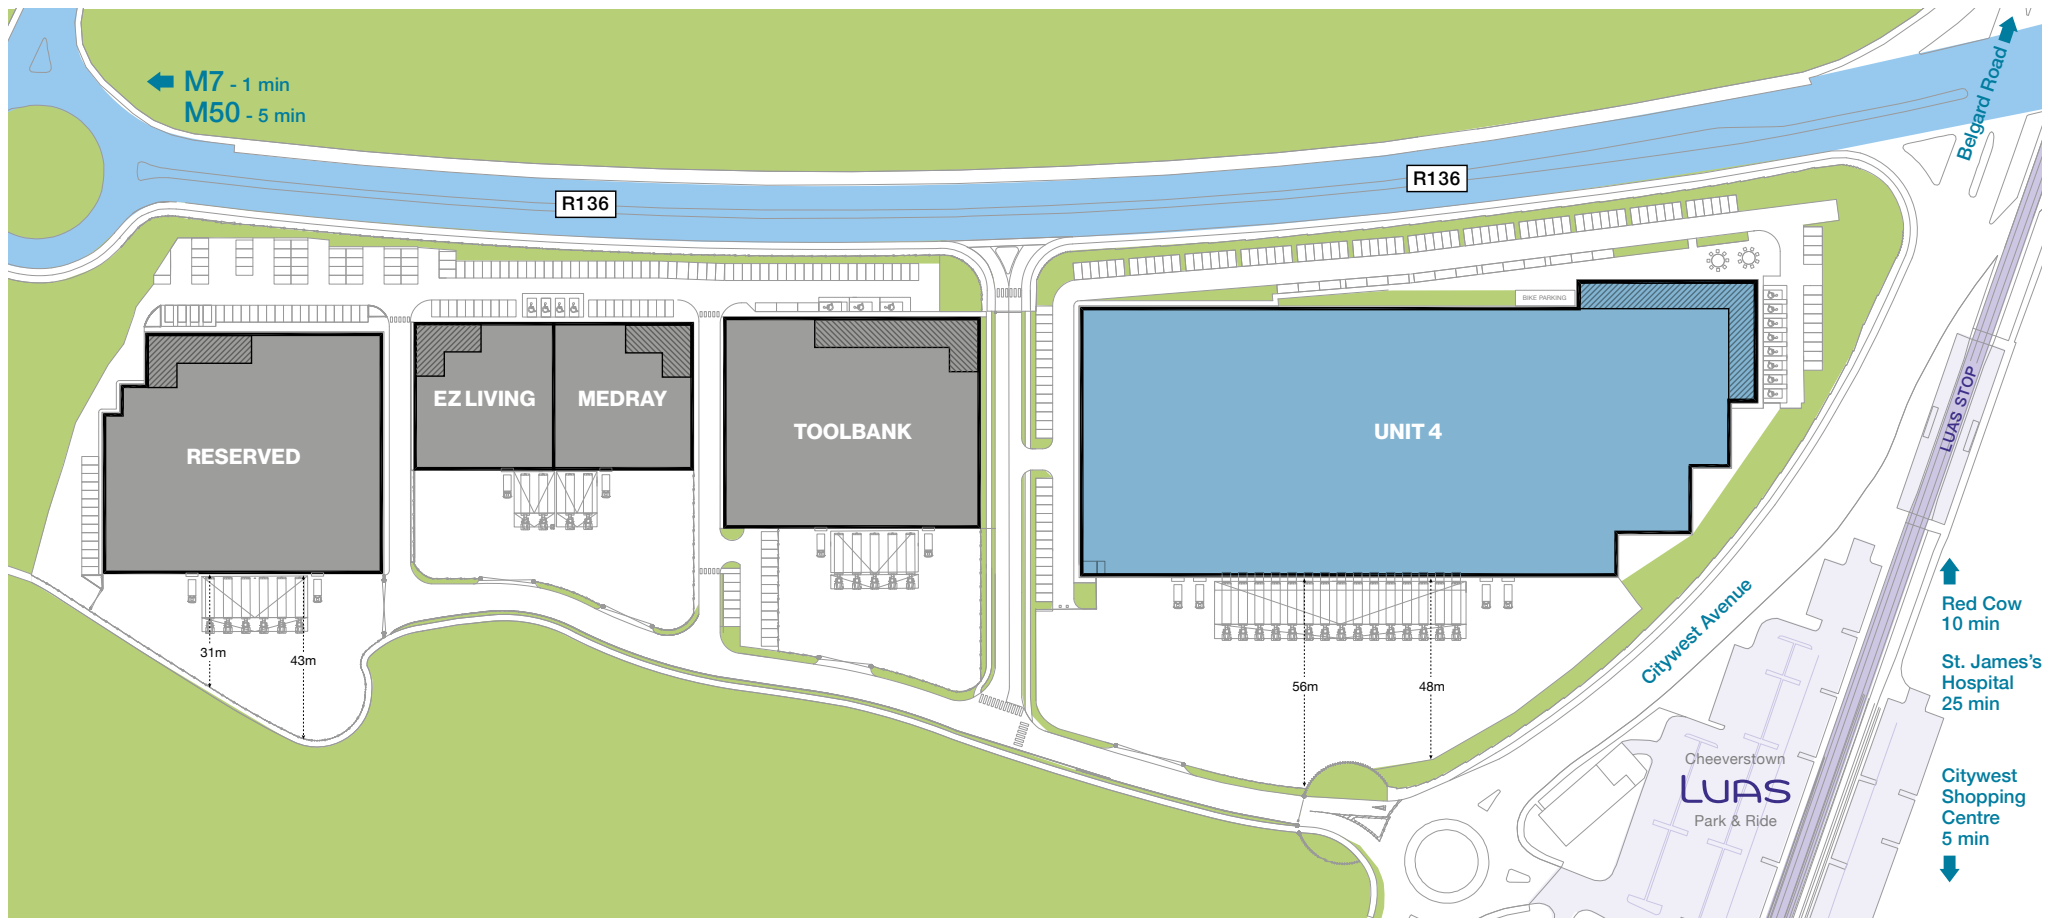 M7 - 1 min
M50 - 5 min
Belgard Road
R136
R136
BIKE PARKING
EZ LIVING
MEDRAY
TOOLBANK
UNIT 4
RESERVED
LUAS STOP
31m
43m
56m
48m
Citywest Avenue
Red Cow
10 min
St. James's
Hospital
25 min
Cheeverstown
LUAS
Park & Ride
Citywest
Shopping
Centre
5 min